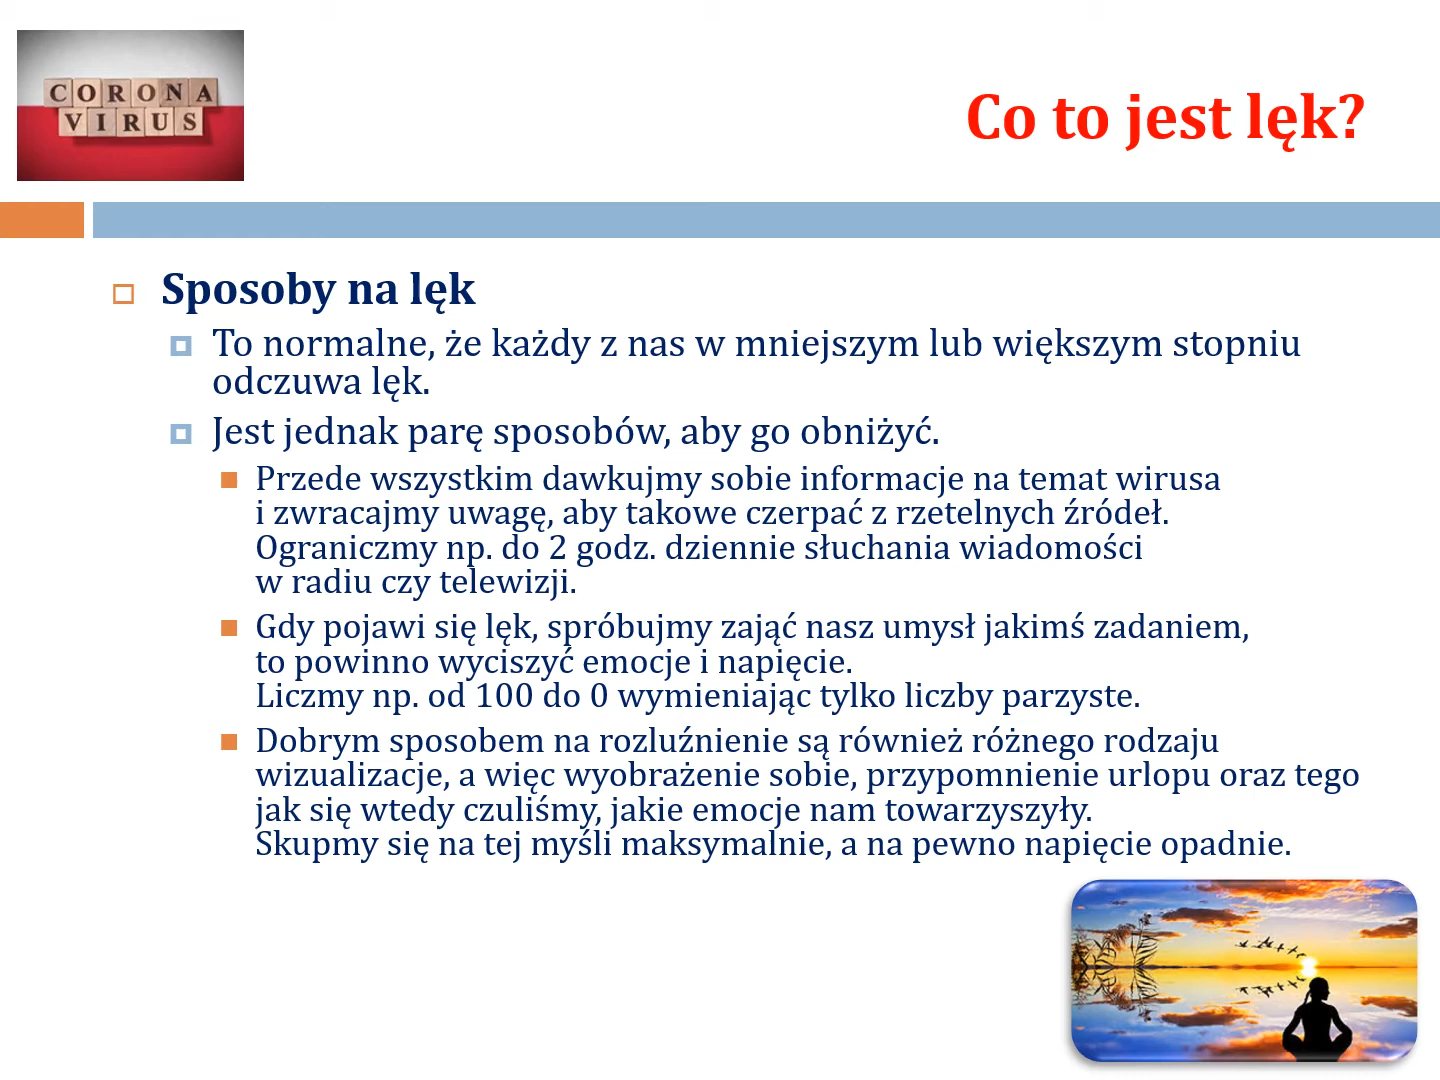 CORONA
VIRUS
Co to jest lęk?
Sposoby na lęk
To normalne, że każdy z nas w mniejszym lub większym stopniu
odczuwa lęk.
Jest jednak parę sposobów, aby go obniżyć.
Przede wszystkim dawkujmy sobie informacje na temat wirusa
i zwracajmy uwagę, aby takowe czerpać z rzetelnych źródeł.
Ograniczmy np. do 2 godz. dziennie słuchania wiadomości
w radiu czy telewizji.
Gdy pojawi się lęk, spróbujmy zająć nasz umysł jakimś zadaniem,
to powinno wyciszyć emocje i napięcie.
Liczmy np. od 100 do 0 wymieniając tylko liczby parzyste.
Dobrym sposobem na rozluźnienie są również różnego rodzaju
wizualizacje, a więc wyobrażenie sobie, przypomnienie urlopu oraz tego
jak się wtedy czuliśmy, jakie emocje nam towarzyszyły.
Skupmy się na tej myśli maksymalnie, a na pewno napięcie opadnie.